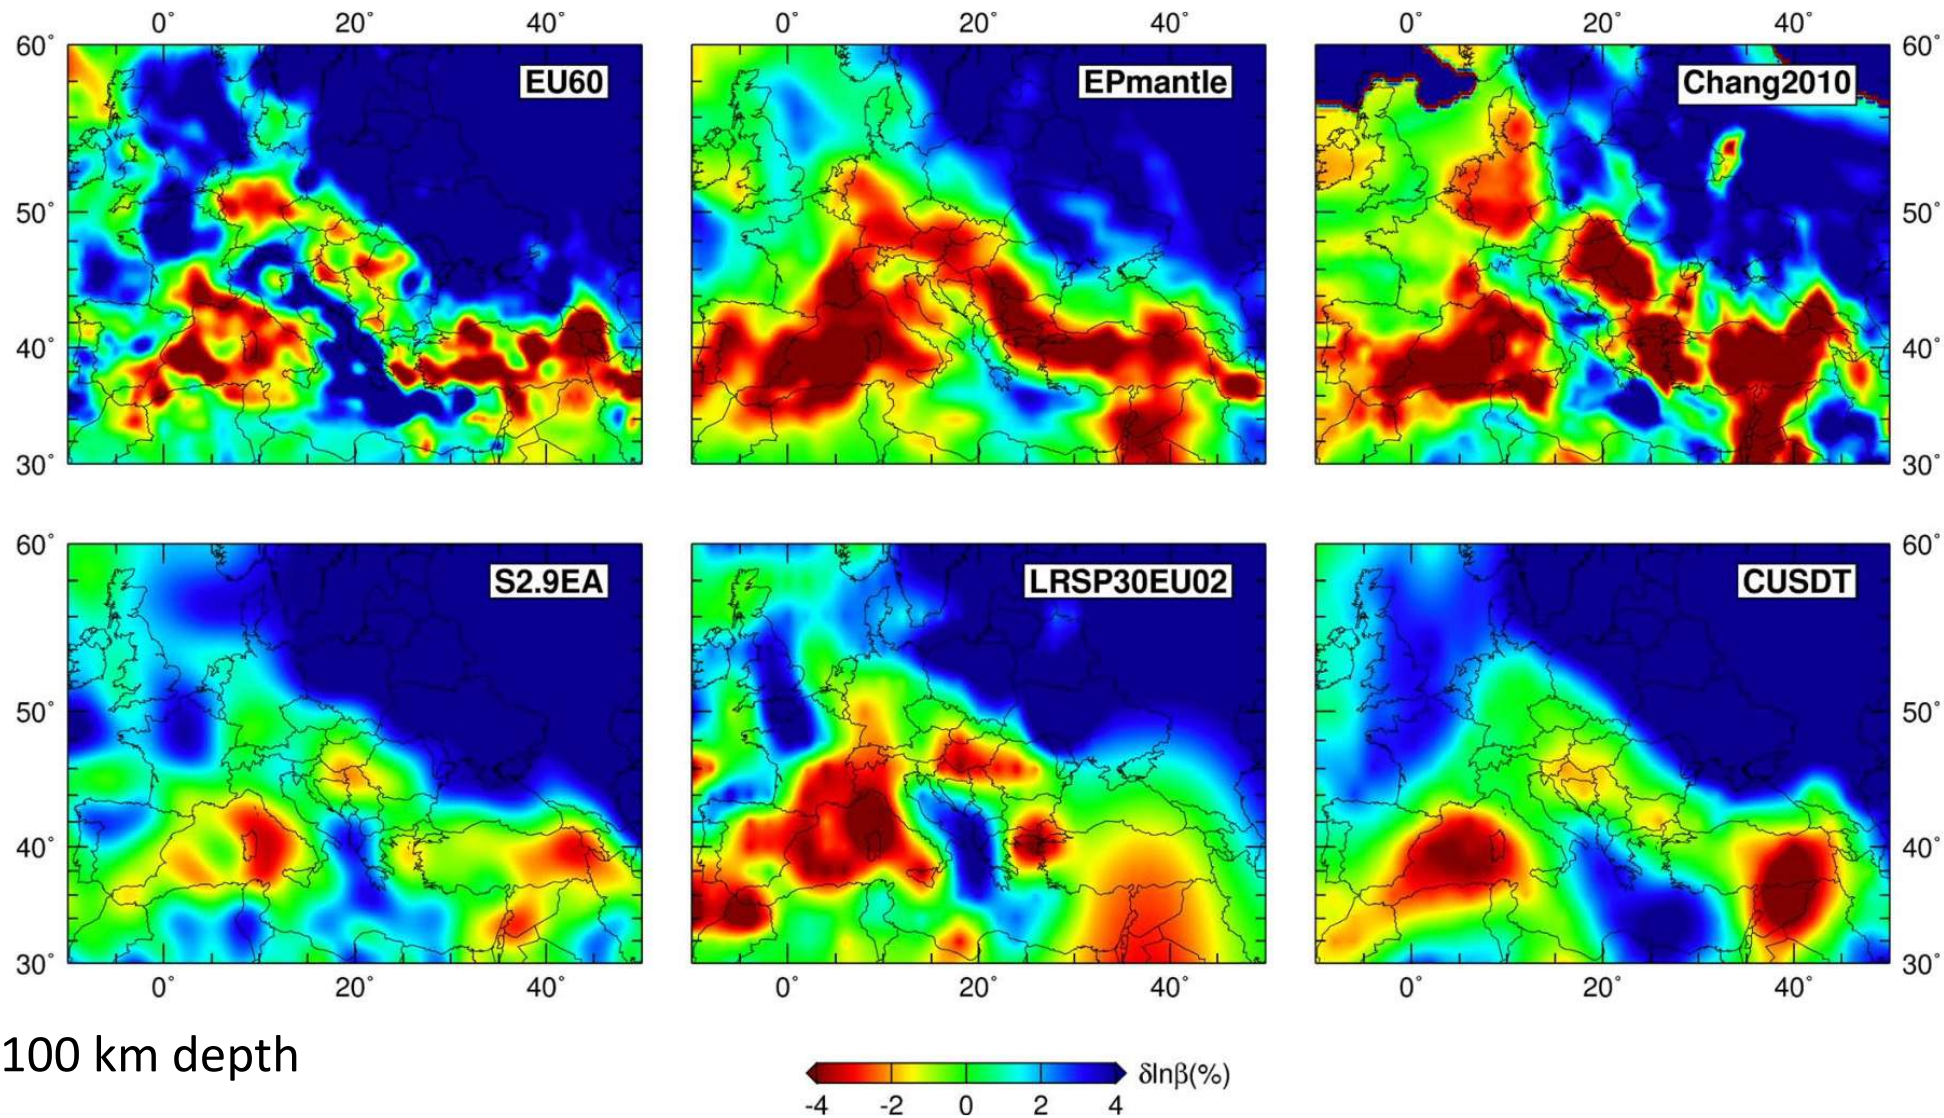 0° 20° 40° 0° 20° 40° 0° 20° 40°
60° 60°
EU60 EPmantle Chang2010
50° 50°
40° 40°
30° 30°
60° 60°
S2.9EA LRSP30EU02 CUSDT
50° 50°
40° 40°
30° 30°
0° 20° 40° 0° 20° 40° 0° 20° 40°
100 km depth
δlnβ(%)
-4 -2 0 2 4